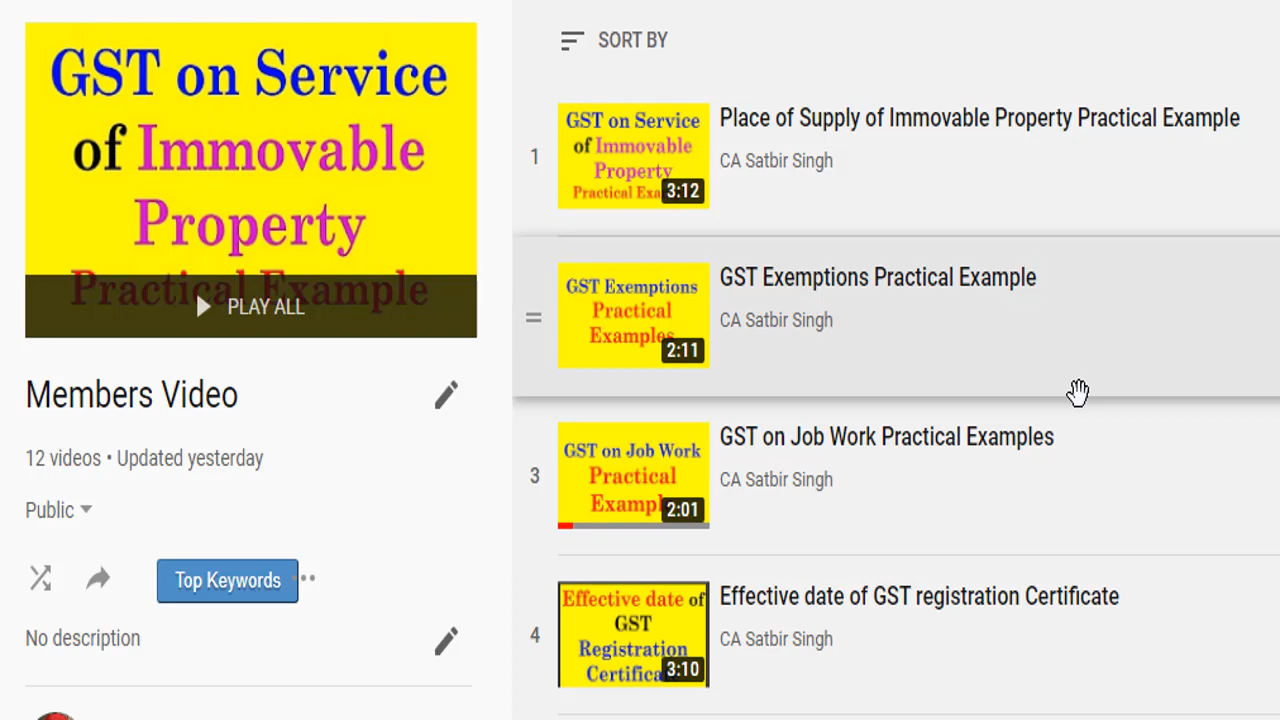 GST on Service
of Immovable
Property
Practical Example
PLAY ALL
Members Video
12 videos • Updated yesterday
Public
Top Keywords
No description
SORT BY
1
GST on Service
of Immovable
Property
Practical
3:12
Place of Supply of Immovable Property Practical Example
CA Satbir Singh
GST Exemptions
Practical
Examples
2:11
GST Exemptions Practical Example
CA Satbir Singh
3
GST on Job Work
Practical
2:01
GST on Job Work Practical Examples
CA Satbir Singh
4
Effective date of
GST
Registration
3:10
Effective date of GST registration Certificate
CA Satbir Singh